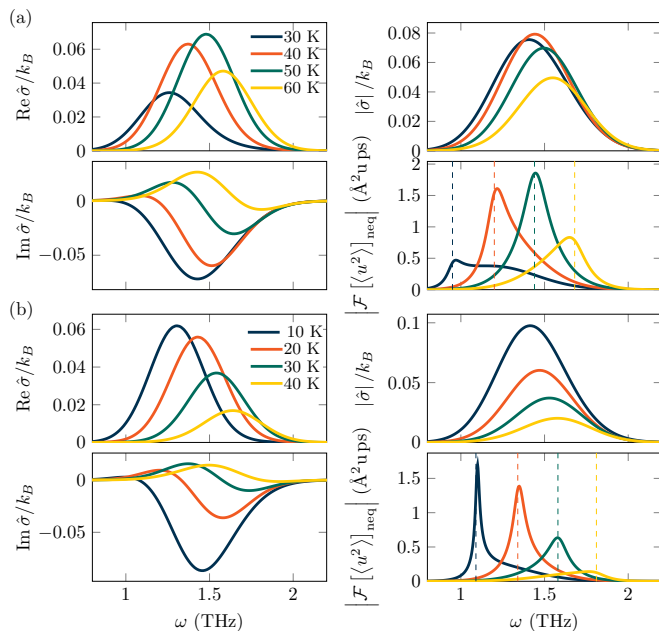 (a)
Re σ̂/k_B
0.06
0.04
0.02
0
30 K
40 K
50 K
60 K
|σ̂|/k_B
0.08
0.06
0.04
0.02
0
Im σ̂/k_B
0
−0.05
|ℱ[⟨u²⟩]_neq| (Å²ups)
2
1.5
1
0.5
0
(b)
Re σ̂/k_B
0.06
0.04
0.02
0
10 K
20 K
30 K
40 K
|σ̂|/k_B
0.1
0.05
0
Im σ̂/k_B
0
−0.05
1
1.5
2
ω (THz)
|ℱ[⟨u²⟩]_neq| (Å²ups)
1.5
1
0.5
0
1
1.5
2
ω (THz)